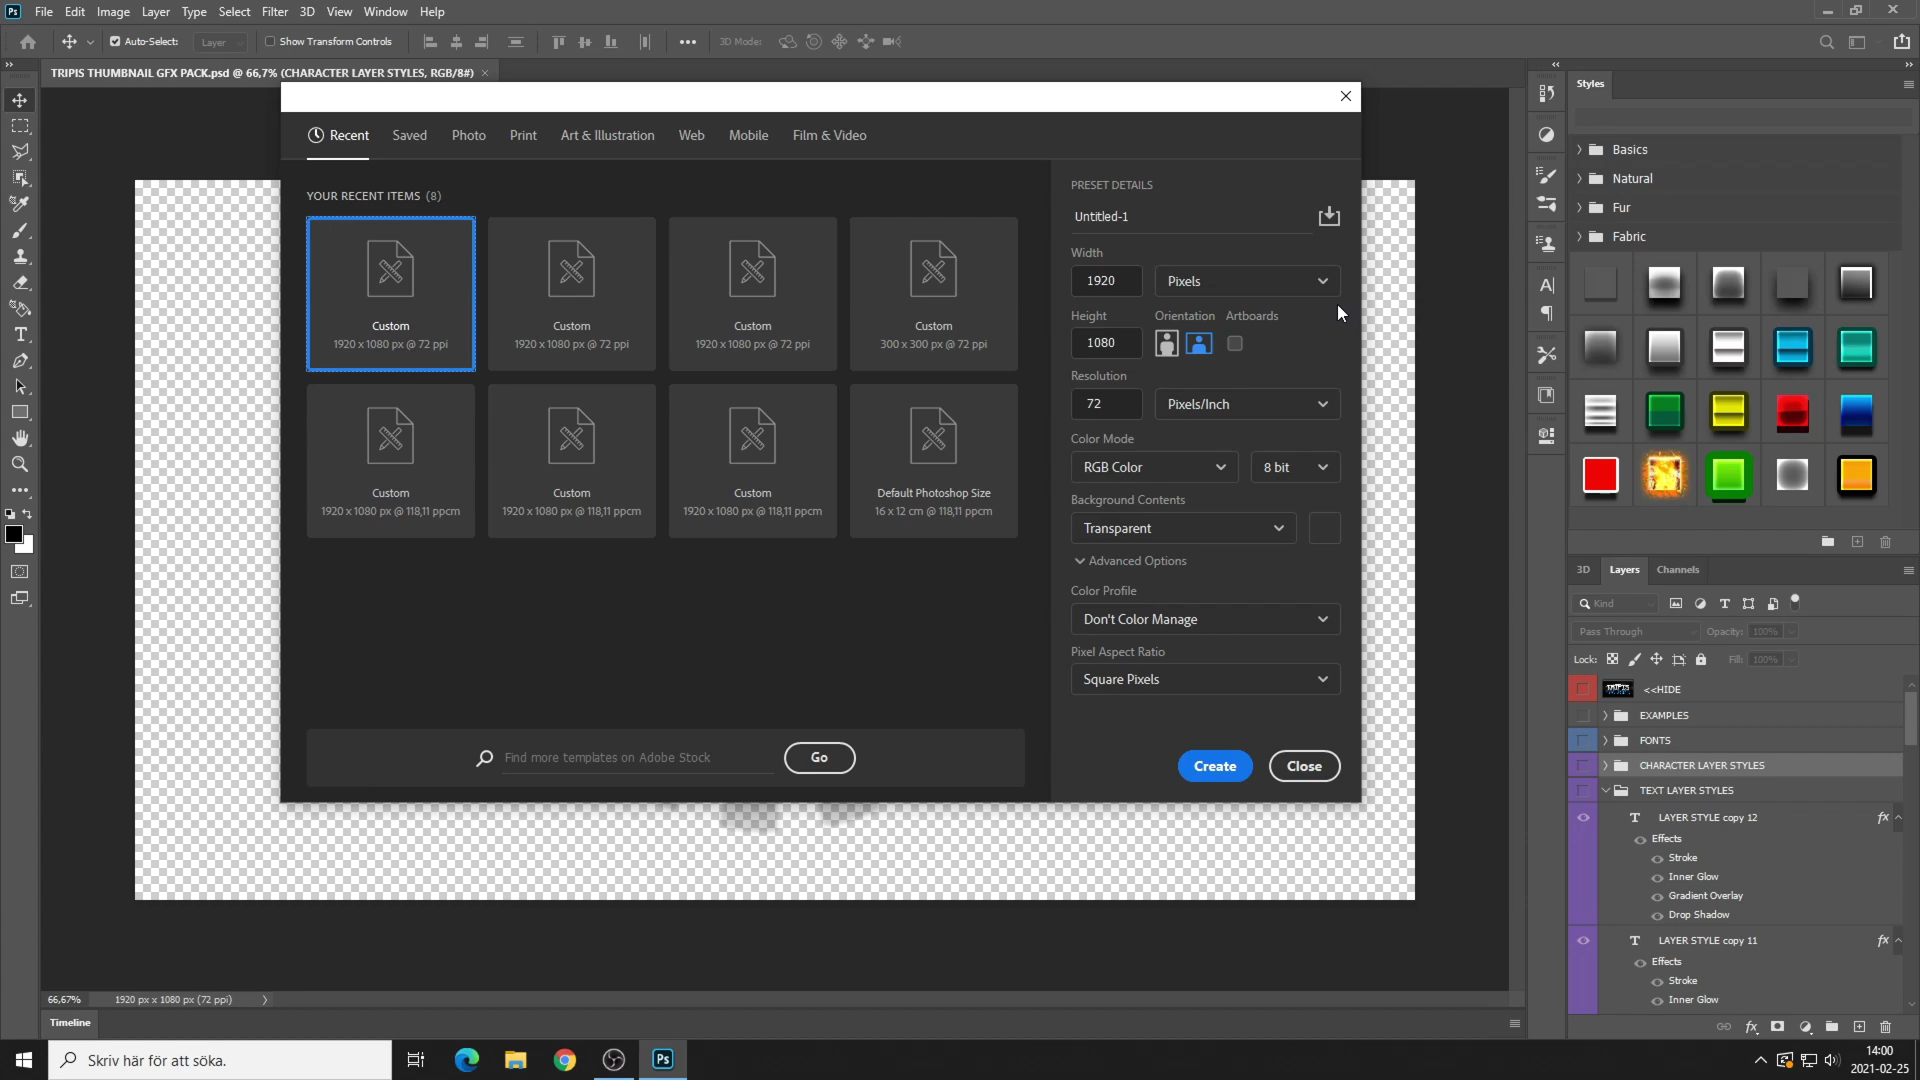 File Edit Image Layer Type Select Filter 3D View Window Help
Auto-Select: Layer Show Transform Controls 3D Mode:
TRIPIS THUMBNAIL GFX PACK.psd @ 66,7% (CHARACTER LAYER STYLES, RGB/8#)
Recent Saved Photo Print Art & Illustration Web Mobile Film & Video
YOUR RECENT ITEMS (8)
Custom
1920 x 1080 px @ 72 ppi
Custom
1920 x 1080 px @ 72 ppi
Custom
1920 x 1080 px @ 72 ppi
Custom
300 x 300 px @ 72 ppi
Custom
1920 x 1080 px @ 118,11 ppcm
Custom
1920 x 1080 px @ 118,11 ppcm
Custom
1920 x 1080 px @ 118,11 ppcm
Default Photoshop Size
16 x 12 cm @ 118,11 ppcm
Find more templates on Adobe Stock Go
PRESET DETAILS
Untitled-1
Width
1920 Pixels
Height Orientation Artboards
1080
Resolution
72 Pixels/Inch
Color Mode
RGB Color 8 bit
Background Contents
Transparent
Advanced Options
Color Profile
Don't Color Manage
Pixel Aspect Ratio
Square Pixels
Create Close
Styles
Basics
Natural
Fur
Fabric
3D Layers Channels
Kind
Pass Through Opacity: 100%
Lock: Fill: 100%
TRIPIS
<<HIDE
EXAMPLES
FONTS
CHARACTER LAYER STYLES
TEXT LAYER STYLES
LAYER STYLE copy 12 fx
Effects
Stroke
Inner Glow
Gradient Overlay
Drop Shadow
LAYER STYLE copy 11 fx
Effects
Stroke
Inner Glow
66,67% 1920 px x 1080 px (72 ppi)
Timeline
Skriv här för att söka.
Ps
14:00
2021-02-25